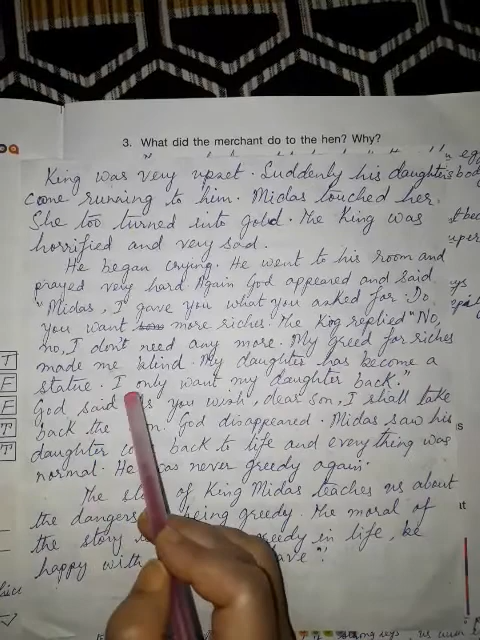 3. What did the merchant do to the hen? Why?
King was very upset. Suddenly his daughter
came running to him. Midas touched her.
She too turned into gold. The King was
horrified and very sad.
He began crying. He went to his room and
prayed very hard. Again God appeared and said
"Midas, I gave you what you asked for. Do
you want more riches. The King replied "No,
no, I don't need any more. My greed for riches
made me blind. My daughter has become a
statue. I only want my daughter back."
God said As you wish, dear son, I shall take
back the God disappeared. Midas saw his
daughter back to life and everything was
normal. He was never greedy again.
The of King Midas teaches us about
the dangers being greedy. The moral of
the story greedy in life, be
happy with have"!
T
F
F
T
T